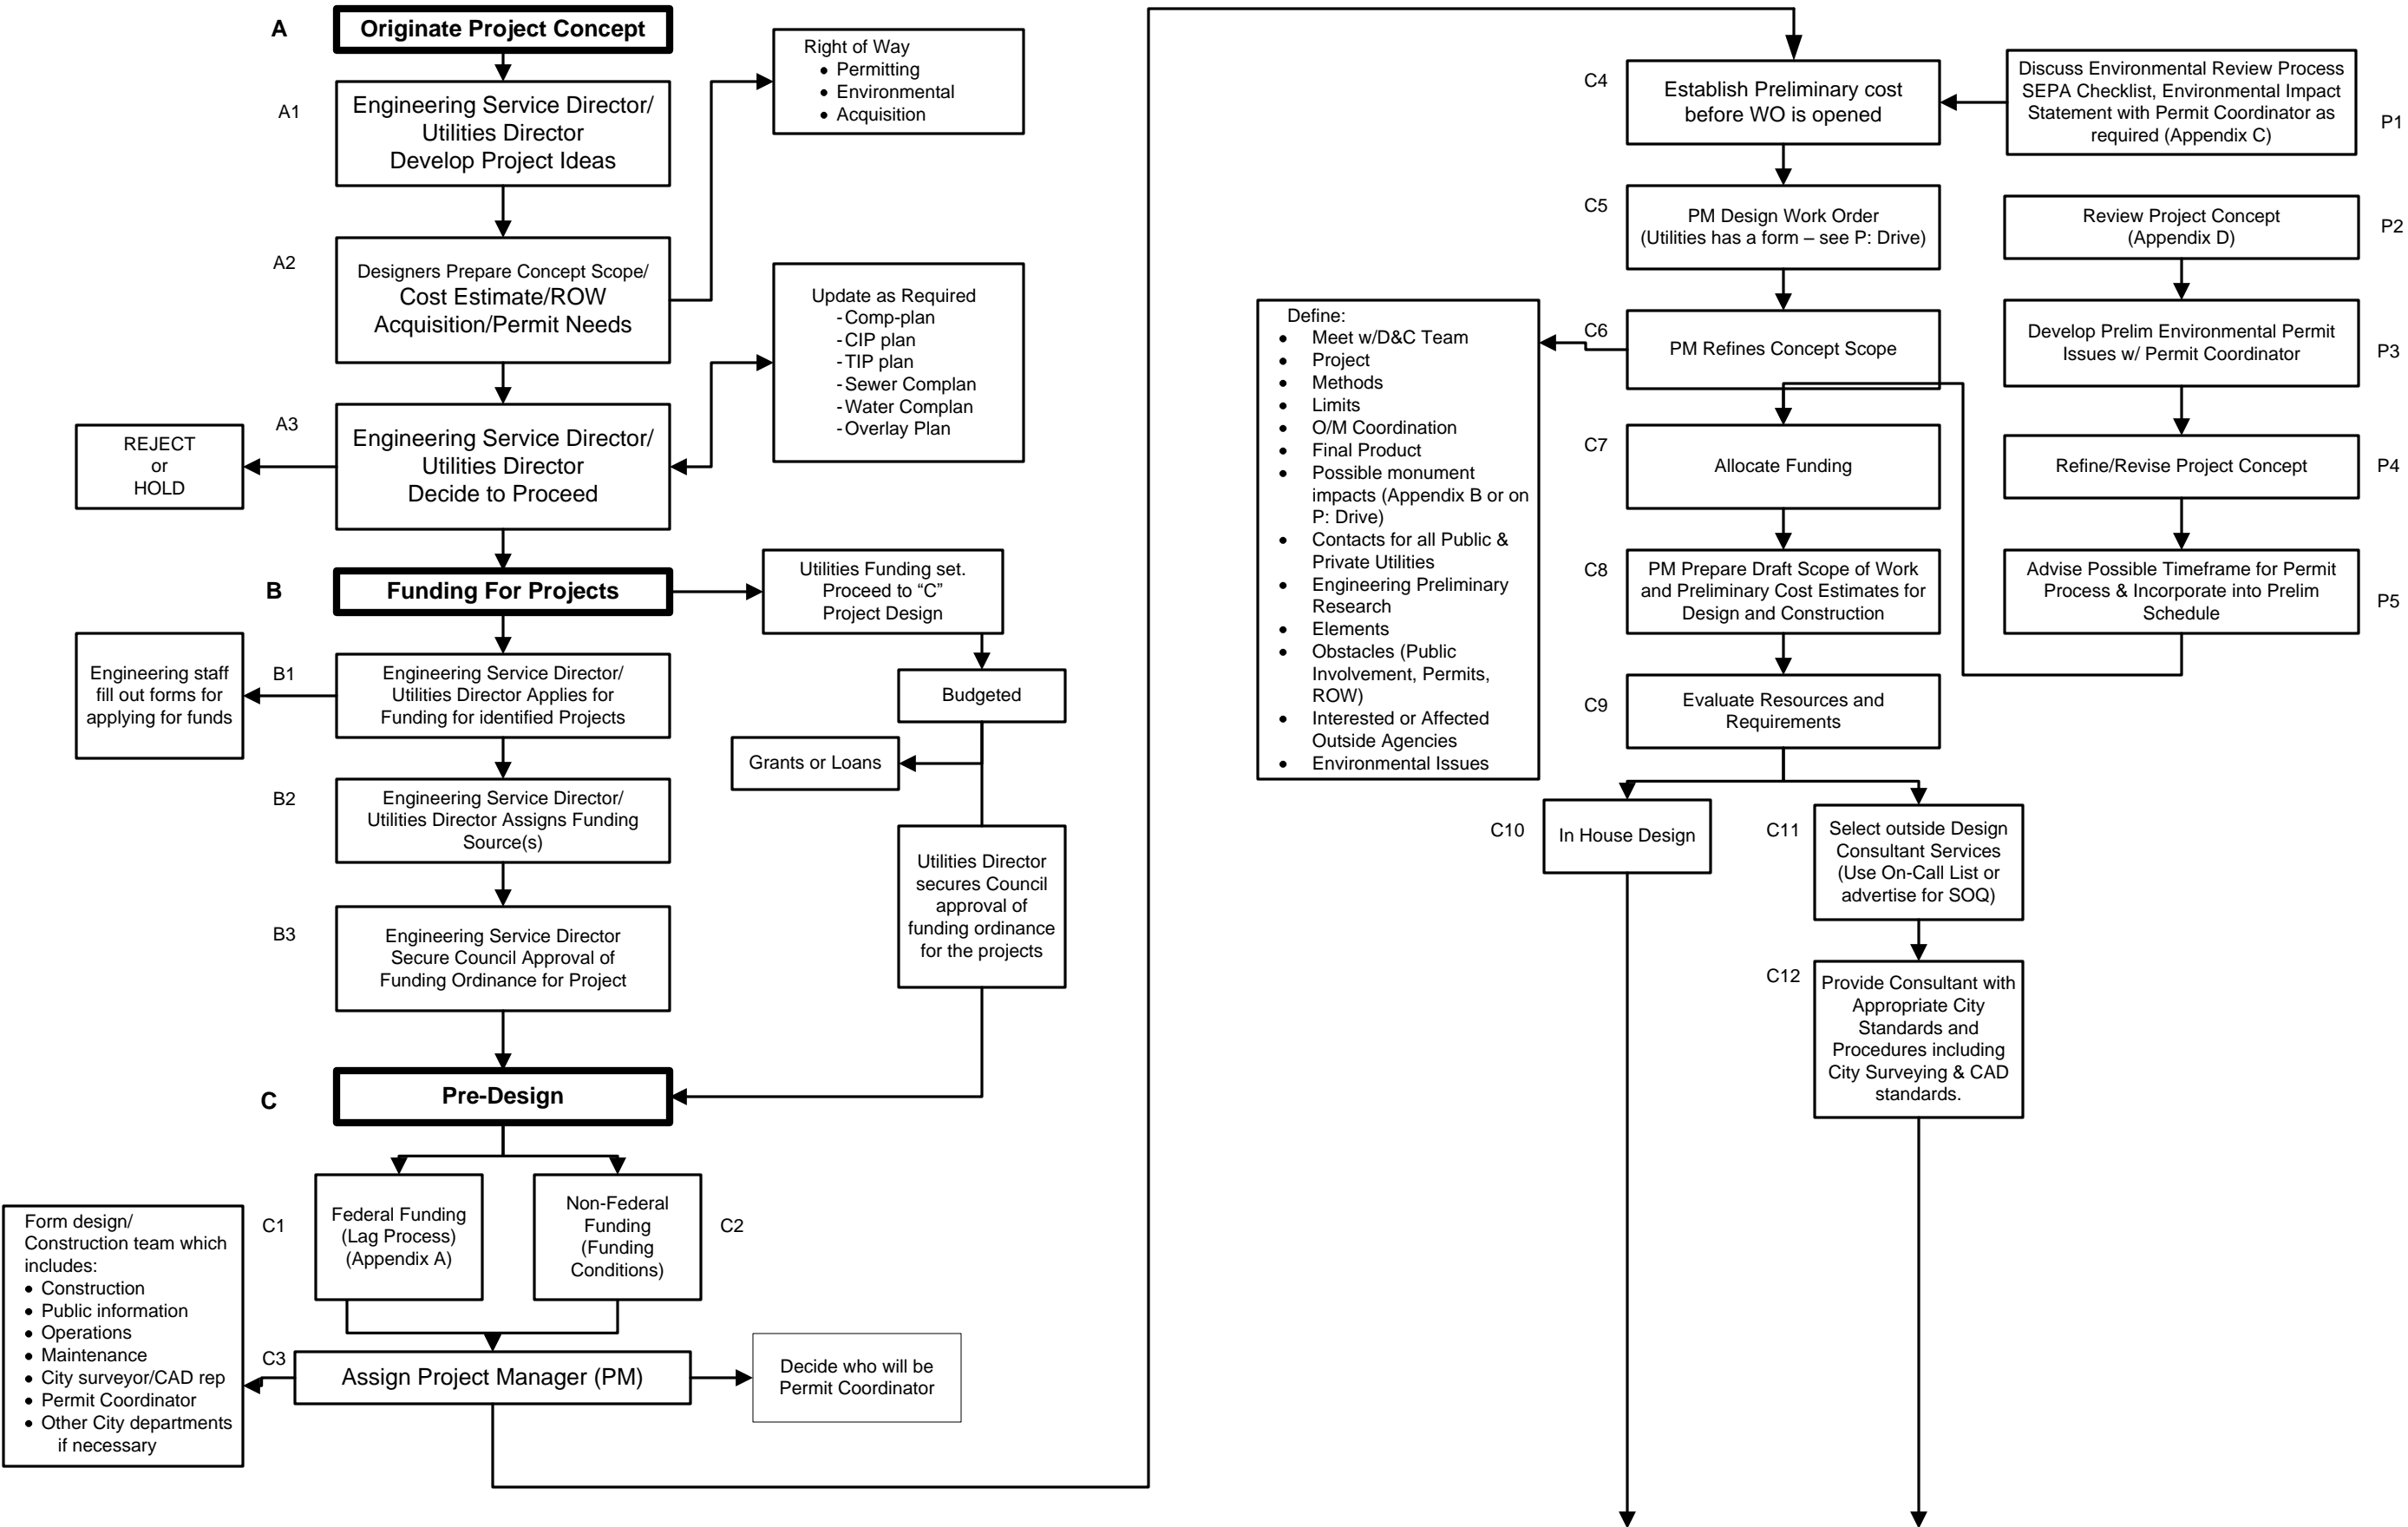 A
Originate Project Concept
A1
Engineering Service Director/
Utilities Director
Develop Project Ideas
Right of Way
• Permitting
• Environmental
• Acquisition
A2
Designers Prepare Concept Scope/
Cost Estimate/ROW
Acquisition/Permit Needs
Update as Required
-Comp-plan
-CIP plan
-TIP plan
-Sewer Complan
-Water Complan
-Overlay Plan
A3
Engineering Service Director/
Utilities Director
Decide to Proceed
REJECT
or
HOLD
B
Funding For Projects
Utilities Funding set.
Proceed to “C”
Project Design
B1
Engineering Service Director/
Utilities Director Applies for
Funding for identified Projects
Engineering staff
fill out forms for
applying for funds
Budgeted
Grants or Loans
B2
Engineering Service Director/
Utilities Director Assigns Funding
Source(s)
Utilities Director
secures Council
approval of
funding ordinance
for the projects
B3
Engineering Service Director
Secure Council Approval of
Funding Ordinance for Project
C
Pre-Design
C1
Federal Funding
(Lag Process)
(Appendix A)
Non-Federal
Funding
(Funding
Conditions)
C2
Form design/
Construction team which
includes:
• Construction
• Public information
• Operations
• Maintenance
• City surveyor/CAD rep
• Permit Coordinator
• Other City departments
if necessary
C3
Assign Project Manager (PM)
Decide who will be
Permit Coordinator
C4
Establish Preliminary cost
before WO is opened
Discuss Environmental Review Process
SEPA Checklist, Environmental Impact
Statement with Permit Coordinator as
required (Appendix C)
P1
C5
PM Design Work Order
(Utilities has a form – see P: Drive)
Review Project Concept
(Appendix D)
P2
C6
PM Refines Concept Scope
Define:
• Meet w/D&C Team
• Project
• Methods
• Limits
• O/M Coordination
• Final Product
• Possible monument
impacts (Appendix B or on
P: Drive)
• Contacts for all Public &
Private Utilities
• Engineering Preliminary
Research
• Elements
• Obstacles (Public
Involvement, Permits,
ROW)
• Interested or Affected
Outside Agencies
• Environmental Issues
Develop Prelim Environmental Permit
Issues w/ Permit Coordinator
P3
C7
Allocate Funding
Refine/Revise Project Concept
P4
C8
PM Prepare Draft Scope of Work
and Preliminary Cost Estimates for
Design and Construction
Advise Possible Timeframe for Permit
Process & Incorporate into Prelim
Schedule
P5
C9
Evaluate Resources and
Requirements
C10
In House Design
C11
Select outside Design
Consultant Services
(Use On-Call List or
advertise for SOQ)
C12
Provide Consultant with
Appropriate City
Standards and
Procedures including
City Surveying & CAD
standards.